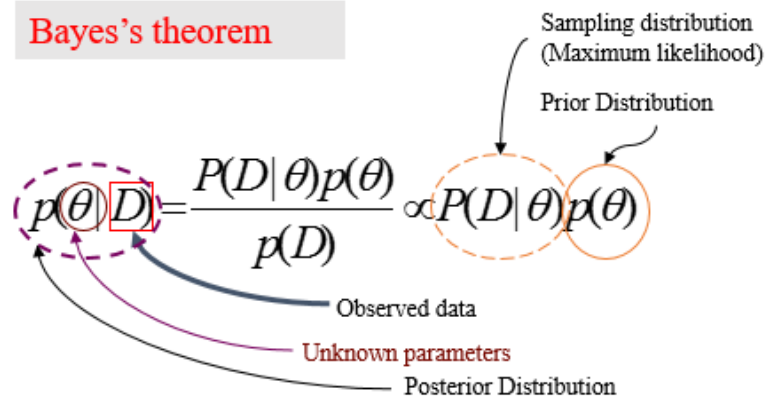 Bayes's theorem
Sampling distribution
(Maximum likelihood)
Prior Distribution
p(θ|D)=P(D|θ)p(θ)/p(D)∝P(D|θ)p(θ)
Observed data
Unknown parameters
Posterior Distribution